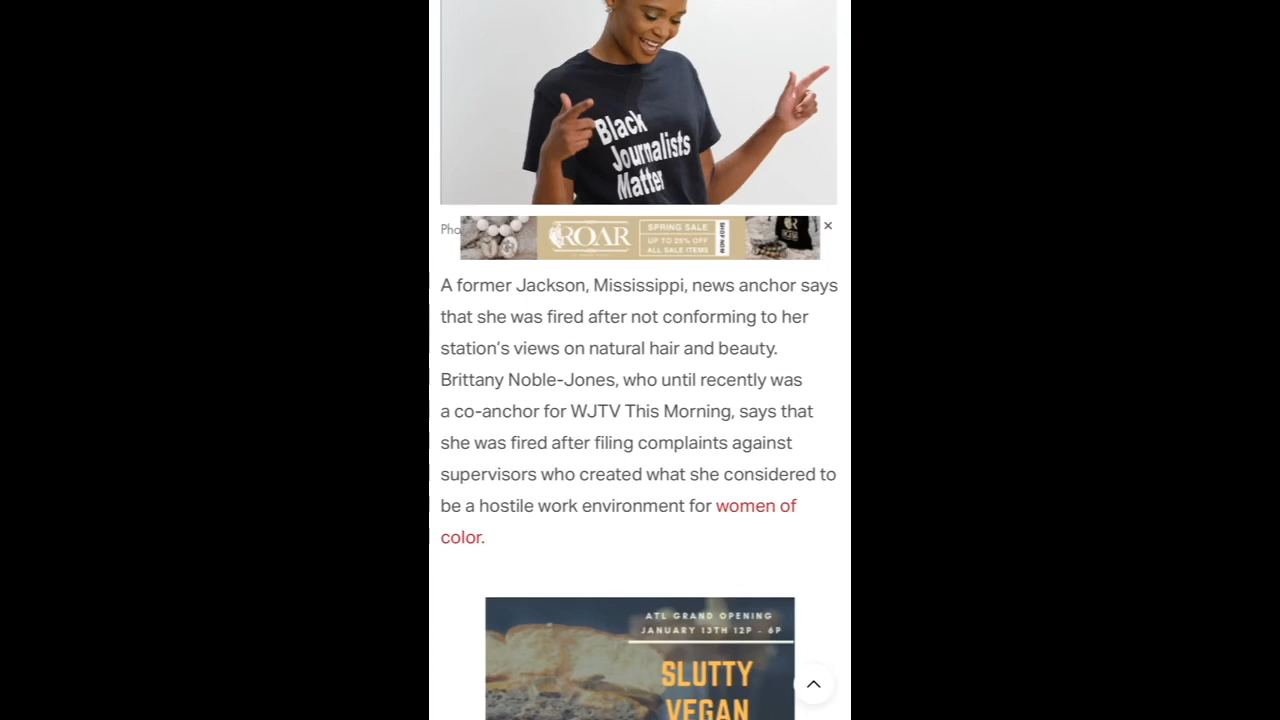 Black
Journalists
Matter
Pho
ROAR
SPRING SALE
UP TO 25% OFF
ALL SALE ITEMS
SHOP NOW
A former Jackson, Mississippi, news anchor says
that she was fired after not conforming to her
station's views on natural hair and beauty.
Brittany Noble-Jones, who until recently was
a co-anchor for WJTV This Morning, says that
she was fired after filing complaints against
supervisors who created what she considered to
be a hostile work environment for women of
color.
ATL GRAND OPENING
JANUARY 13TH 12P - 6P
SLUTTY
VEGAN